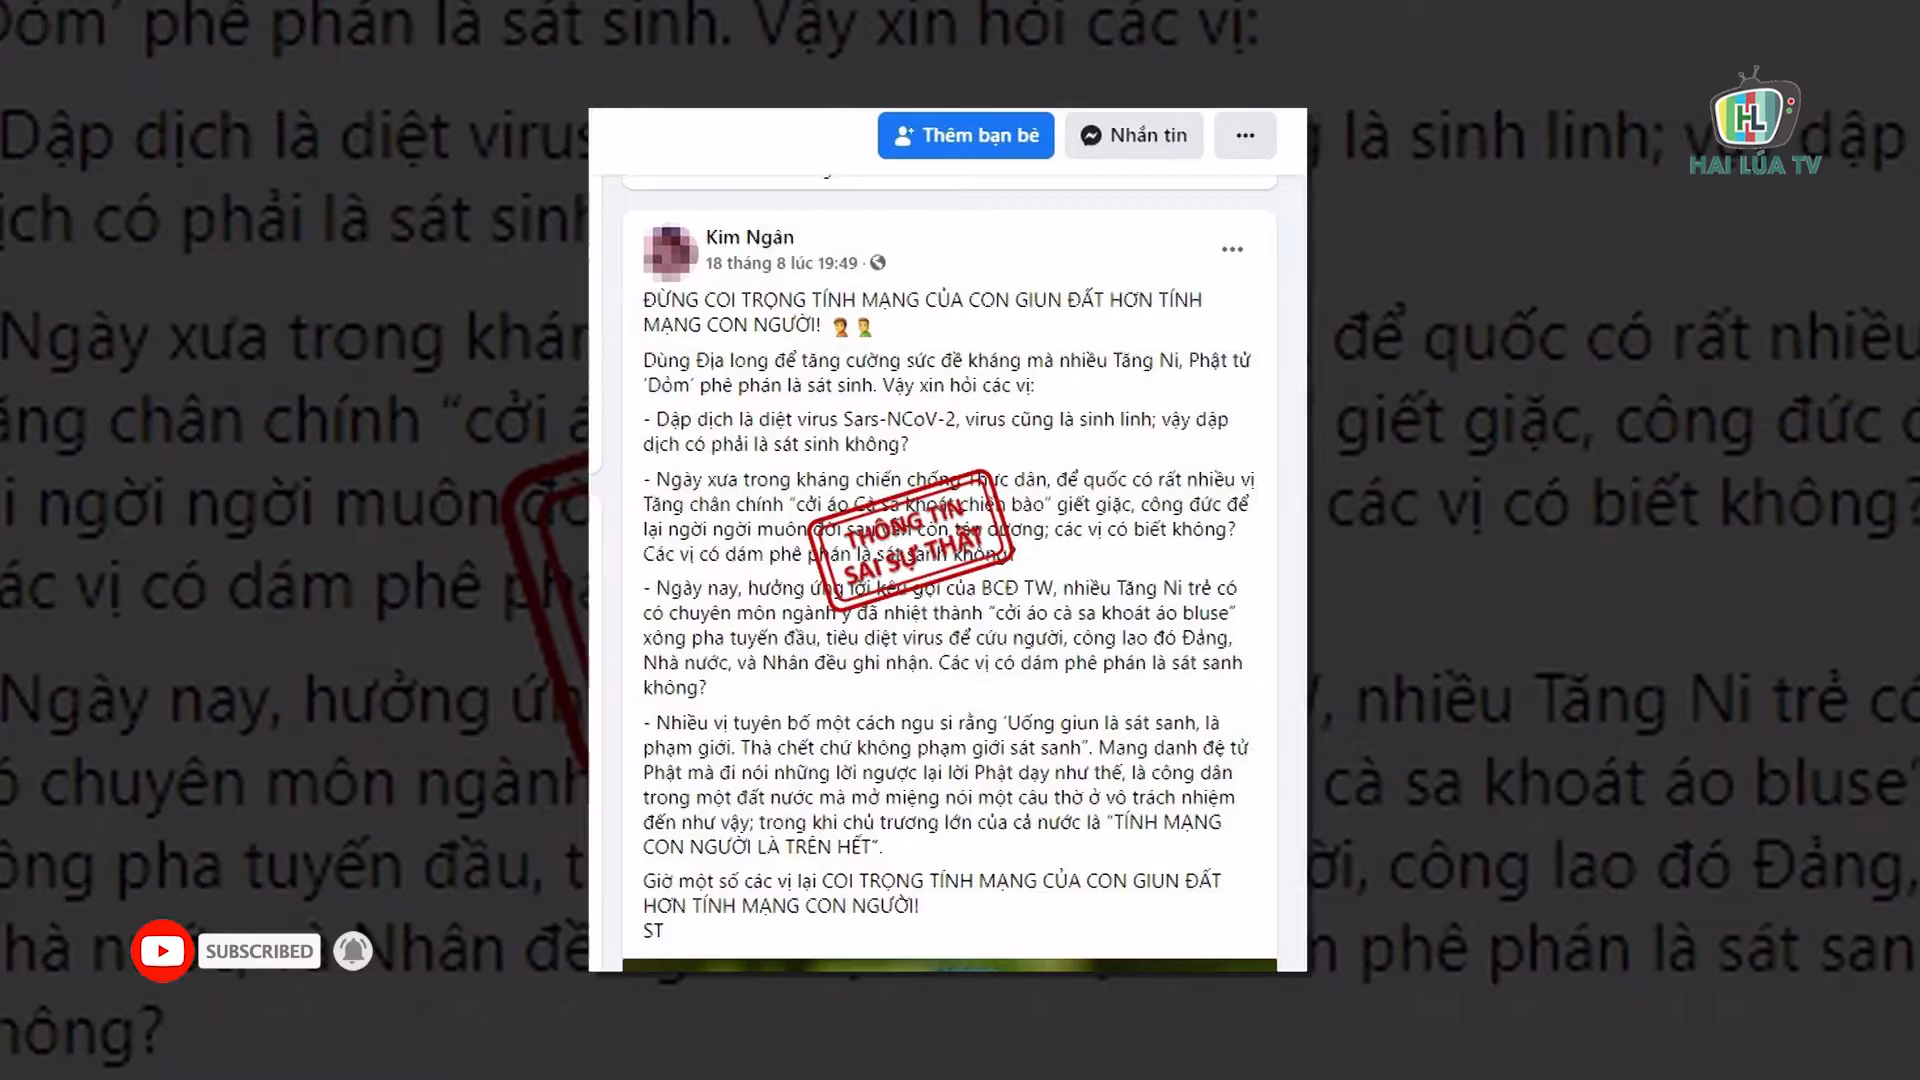 Thêm bạn bè
Nhắn tin
HL
HAI LÚA TV
Kim Ngân
18 tháng 8 lúc 19:49
ĐỪNG COI TRỌNG TÍNH MẠNG CỦA CON GIUN ĐẤT HƠN TÍNH
MẠNG CON NGƯỜI!
Dùng Địa long để tăng cường sức đề kháng mà nhiều Tăng Ni, Phật tử
'Dỏm' phê phán là sát sinh. Vậy xin hỏi các vị:
- Dập dịch là diệt virus Sars-NCoV-2, virus cũng là sinh linh; vậy dập
dịch có phải là sát sinh không?
- Ngày xưa trong kháng chiến chống Thực dân, để quốc có rất nhiều vị
Tăng chân chính "cởi áo Cà sa khoát chiến bào" giết giặc, công đức để
lại ngời ngời muôn đời sau vẫn còn tán dương; các vị có biết không?
Các vị có dám phê phán là sát sanh không?
THÔNG TIN
SAI SỰ THẬT
- Ngày nay, hưởng ứng lời kêu gọi của BCĐ TW, nhiều Tăng Ni trẻ có
có chuyên môn ngành y đã nhiệt thành "cởi áo cà sa khoát áo bluse"
xông pha tuyến đầu, tiêu diệt virus để cứu người, công lao đó Đảng,
Nhà nước, và Nhân đều ghi nhận. Các vị có dám phê phán là sát sanh
không?
- Nhiều vị tuyên bố một cách ngu si rằng 'Uống giun là sát sanh, là
phạm giới. Thà chết chứ không phạm giới sát sanh". Mang danh đệ tử
Phật mà đi nói những lời ngược lại lời Phật dạy như thế, là công dân
trong một đất nước mà mở miệng nói một câu thờ ở vô trách nhiệm
đến như vậy; trong khi chủ trương lớn của cả nước là "TÍNH MẠNG
CON NGƯỜI LÀ TRÊN HẾT".
Giờ một số các vị lại COI TRỌNG TÍNH MẠNG CỦA CON GIUN ĐẤT
HƠN TÍNH MẠNG CON NGƯỜI!
ST
SUBSCRIBED